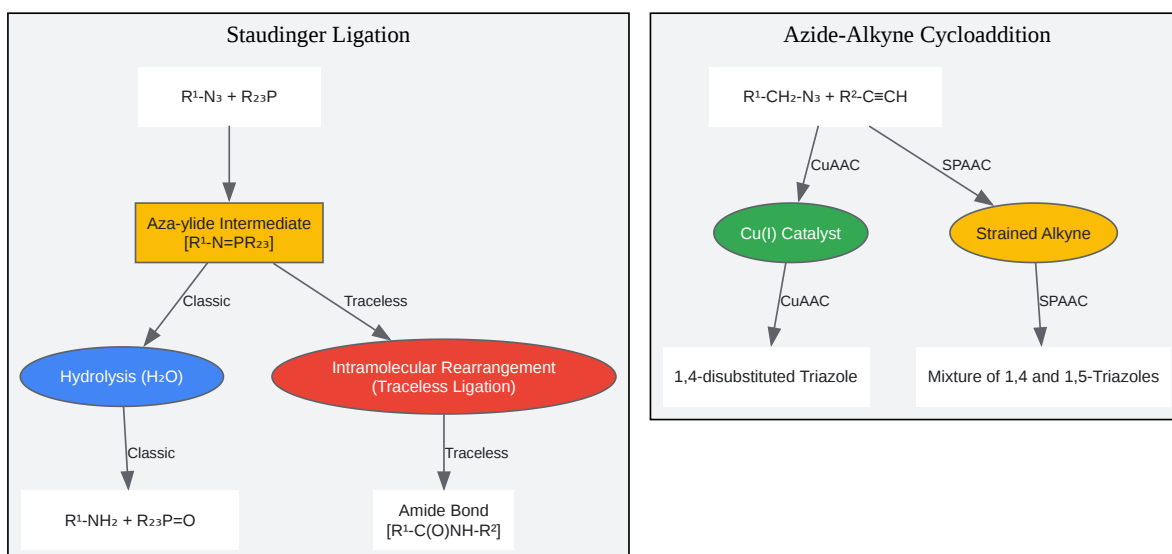 Staudinger Ligation
R¹-N₃ + R₂₃P
Aza-ylide Intermediate
[R¹-N=PR₂₃]
Classic
Traceless
Hydrolysis (H₂O)
Intramolecular Rearrangement
(Traceless Ligation)
Classic
Traceless
R¹-NH₂ + R₂₃P=O
Amide Bond
[R¹-C(O)NH-R²]
Azide-Alkyne Cycloaddition
R¹-CH₂-N₃ + R²-C≡CH
CuAAC
SPAAC
Cu(I) Catalyst
Strained Alkyne
CuAAC
SPAAC
1,4-disubstituted Triazole
Mixture of 1,4 and 1,5-Triazoles